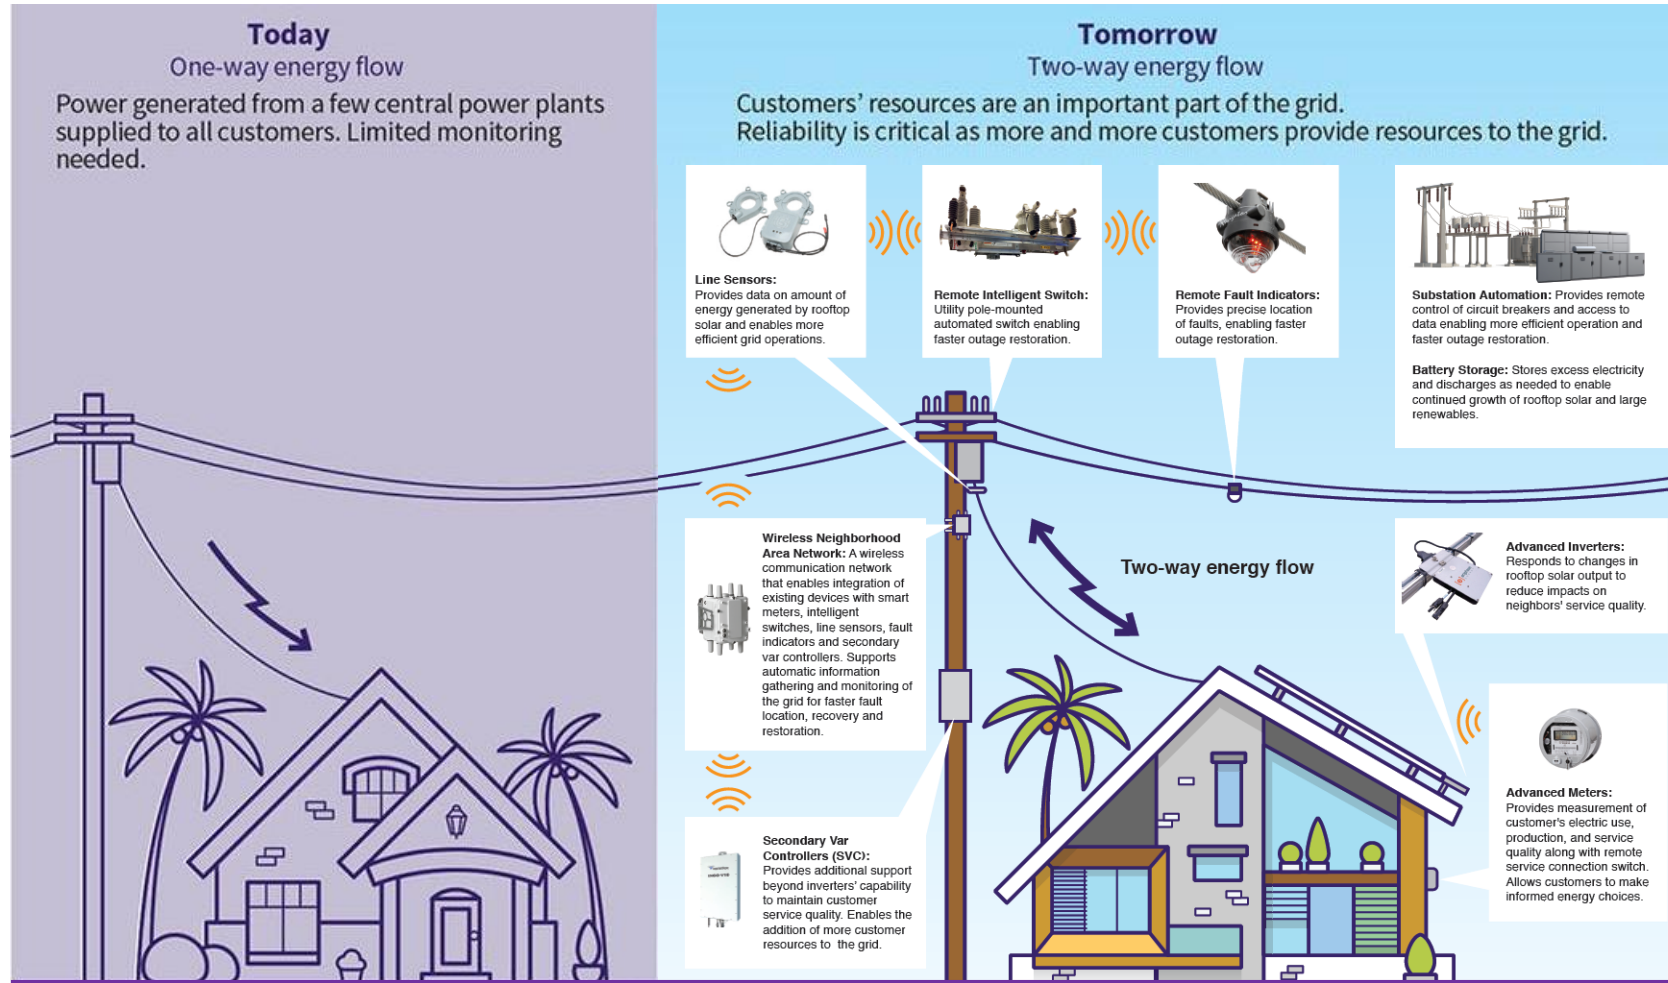 Today
One-way energy flow
Power generated from a few central power plants
supplied to all customers. Limited monitoring
needed.
Tomorrow
Two-way energy flow
Customers’ resources are an important part of the grid.
Reliability is critical as more and more customers provide resources to the grid.
Line Sensors:
Provides data on amount of
energy generated by rooftop
solar and enables more
efficient grid operations.
Remote Intelligent Switch:
Utility pole-mounted
automated switch enabling
faster outage restoration.
Remote Fault Indicators:
Provides precise location
of faults, enabling faster
outage restoration.
Substation Automation: Provides remote
control of circuit breakers and access to
data enabling more efficient operation and
faster outage restoration.
Battery Storage: Stores excess electricity
and discharges as needed to enable
continued growth of rooftop solar and large
renewables.
Wireless Neighborhood
Area Network: A wireless
communication network
that enables integration of
existing devices with smart
meters, intelligent
switches, line sensors, fault
indicators and secondary
var controllers. Supports
automatic information
gathering and monitoring of
the grid for faster fault
location, recovery and
restoration.
Two-way energy flow
Advanced Inverters:
Responds to changes in
rooftop solar output to
reduce impacts on
neighbors' service quality.
Advanced Meters:
Provides measurement of
customer's electric use,
production, and service
quality along with remote
service connection switch.
Allows customers to make
informed energy choices.
Secondary Var
Controllers (SVC):
Provides additional support
beyond inverters' capability
to maintain customer
service quality. Enables the
addition of more customer
resources to the grid.